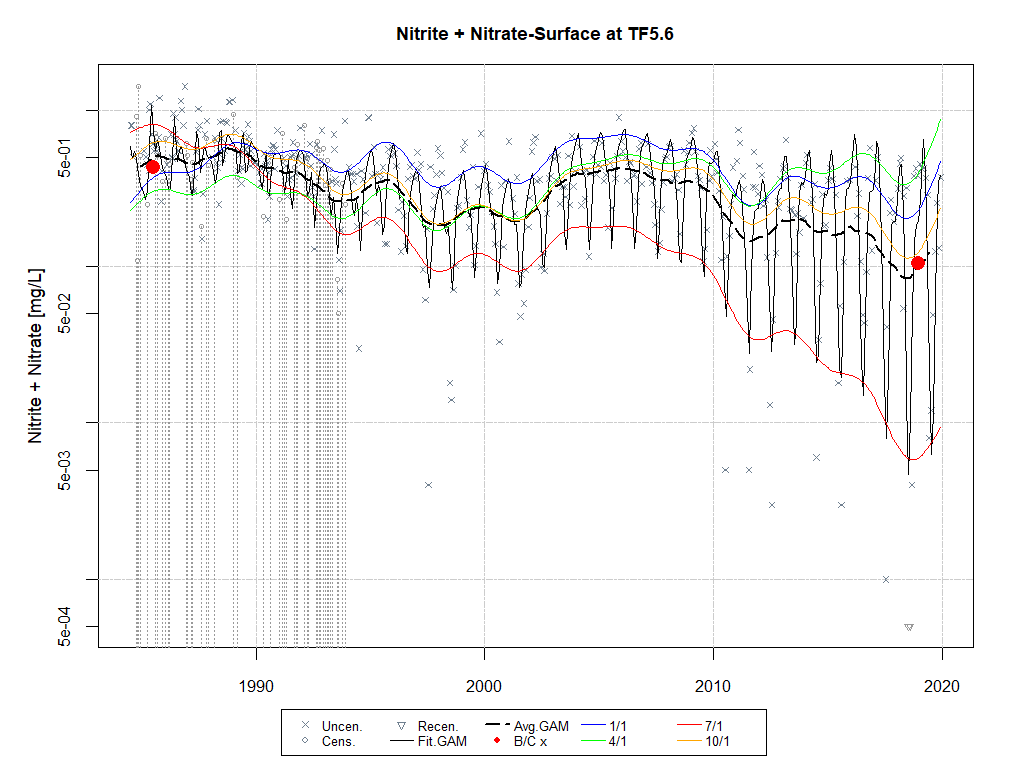 Nitrite + Nitrate-Surface at TF5.6
Nitrite + Nitrate [mg/L]
5e-01
5e-02
5e-03
5e-04
1990 2000 2010 2020
Uncen. Recen. Avg.GAM 1/1 7/1
Cens. Fit.GAM B/C x 4/1 10/1